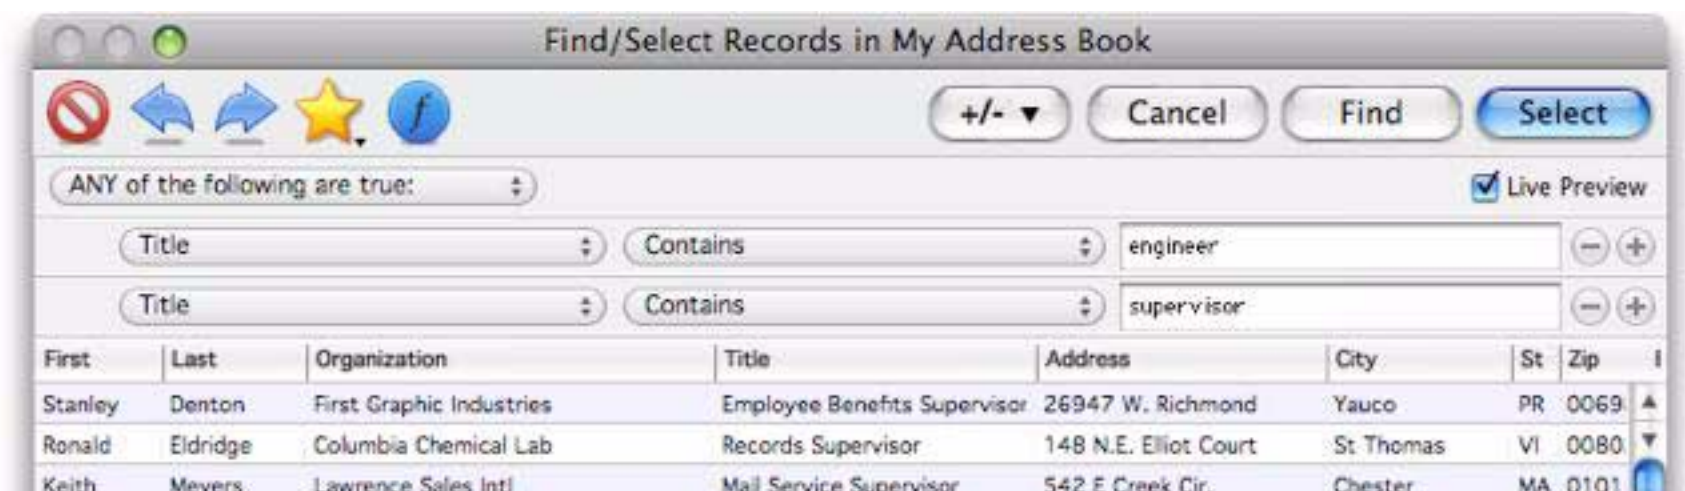 Find/Select Records in My Address Book
f +/- ▼ Cancel Find Select
ANY of the following are true: Live Preview
Title Contains engineer
Title Contains supervisor
First Last Organization Title Address City St Zip
Stanley Denton First Graphic Industries Employee Benefits Supervisor 26947 W. Richmond Yauco PR 0069
Ronald Eldridge Columbia Chemical Lab Records Supervisor 148 N.E. Elliot Court St Thomas VI 0080
Keith Meyers Lawrence Sales Intl Mail Service Supervisor 542 E Creek Cir. Chester MA 0101